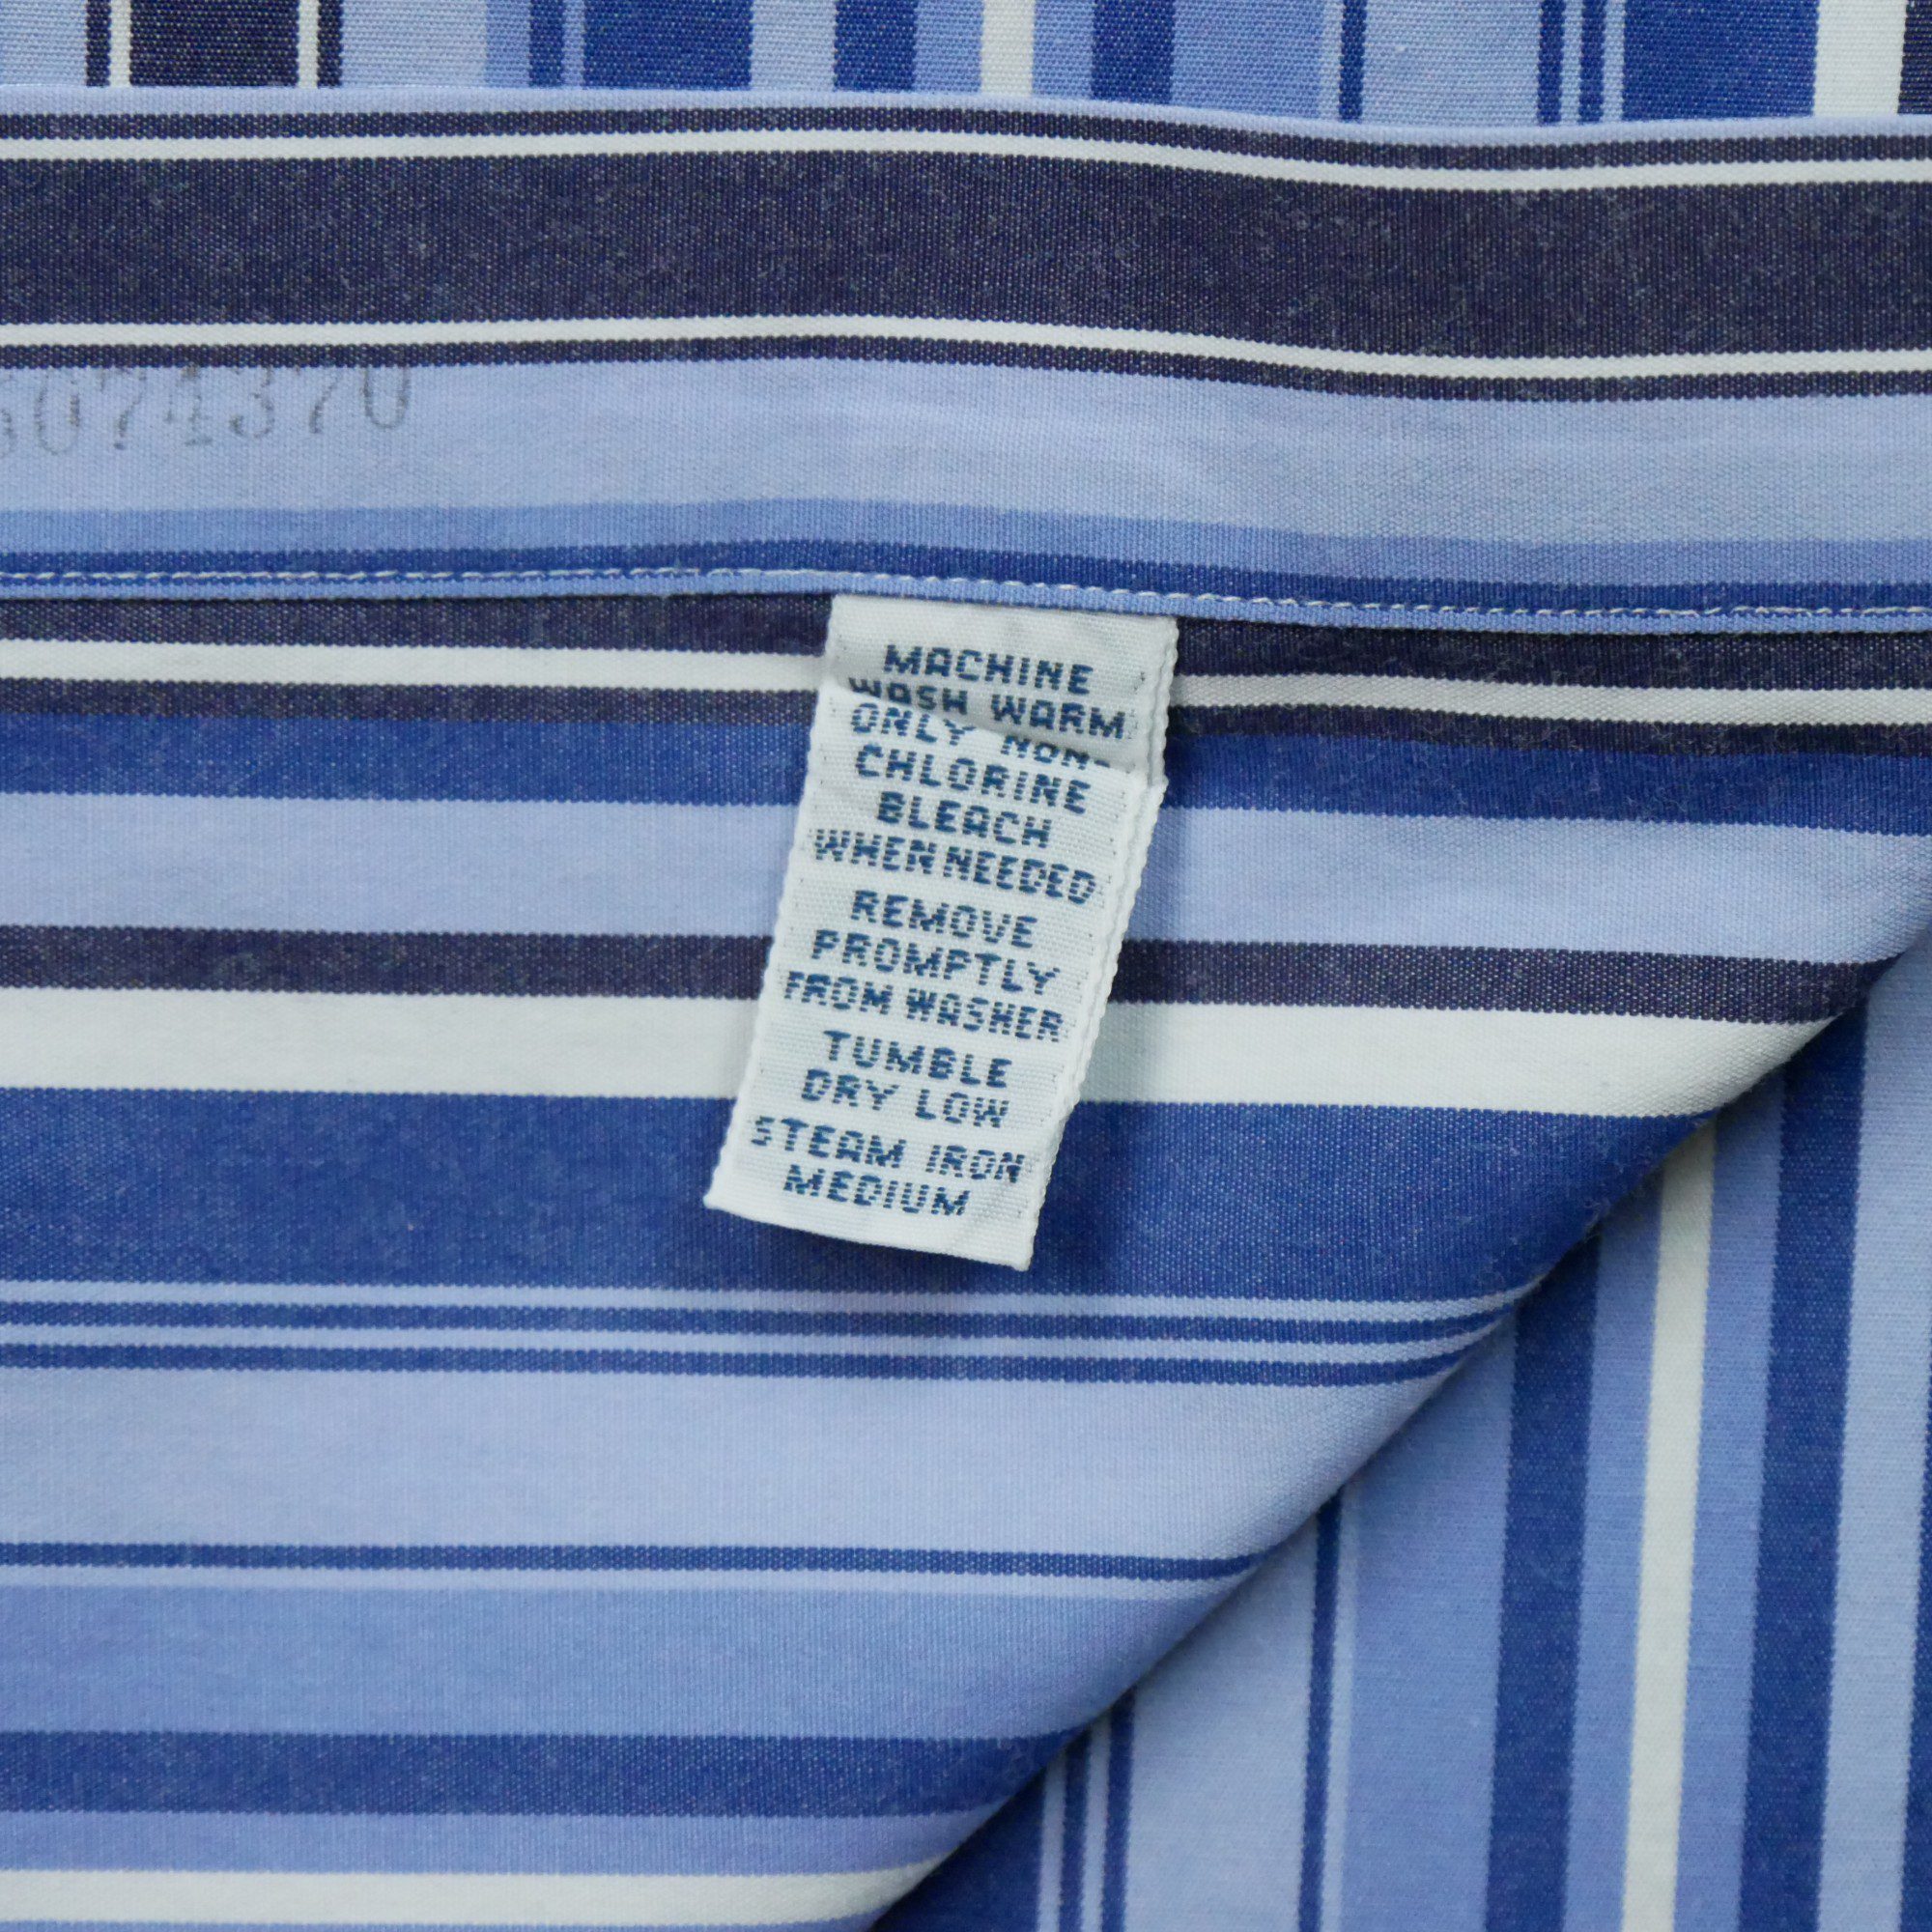 6074370
MACHINE
WASH WARM
ONLY NON-
CHLORINE
BLEACH
WHEN NEEDED
REMOVE
PROMPTLY
FROM WASHER
TUMBLE
DRY LOW
STEAM IRON
MEDIUM